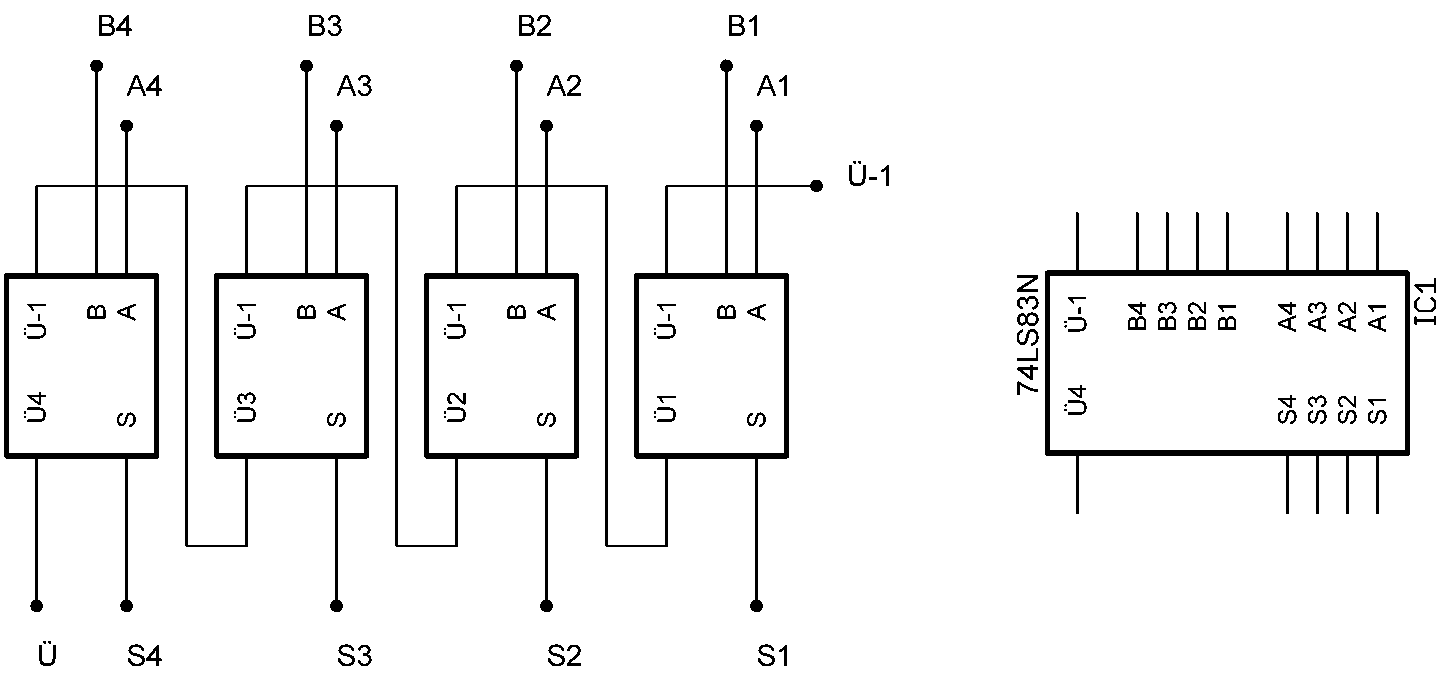 B4 B3 B2 B1
A4 A3 A2 A1
Ü-1
Ü-1 B A Ü-1 B A Ü-1 B A Ü-1 B A
Ü4 S Ü3 S Ü2 S Ü1 S
Ü S4 S3 S2 S1
74LS83N
Ü-1 B4 B3 B2 B1 A4 A3 A2 A1
Ü4 S4 S3 S2 S1
IC1